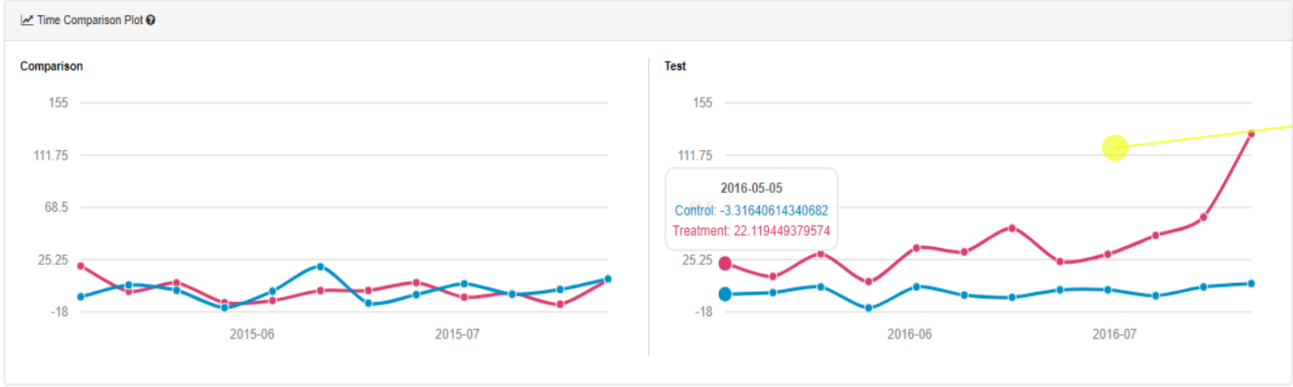 Time Comparison Plot
Comparison
155
111.75
68.5
25.25
-18
2015-06
2015-07
Test
155
111.75
25.25
-18
2016-05-05
Control: -3.31640614340682
Treatment: 22.119449379574
2016-06
2016-07